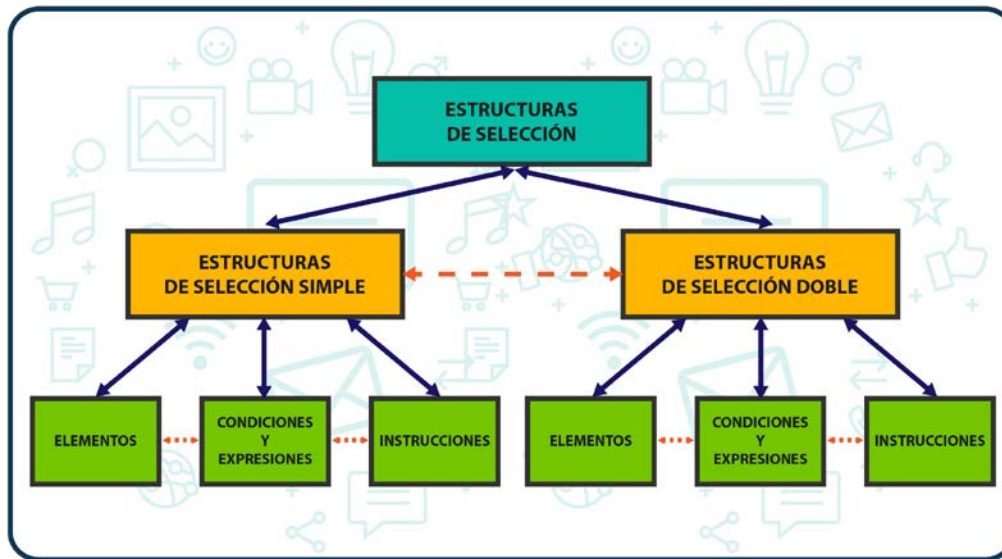 ESTRUCTURAS
DE SELECCIÓN
ESTRUCTURAS
DE SELECCIÓN SIMPLE
ESTRUCTURAS
DE SELECCIÓN DOBLE
ELEMENTOS
CONDICIONES
Y
EXPRESIONES
INSTRUCCIONES
ELEMENTOS
CONDICIONES
Y
EXPRESIONES
INSTRUCCIONES